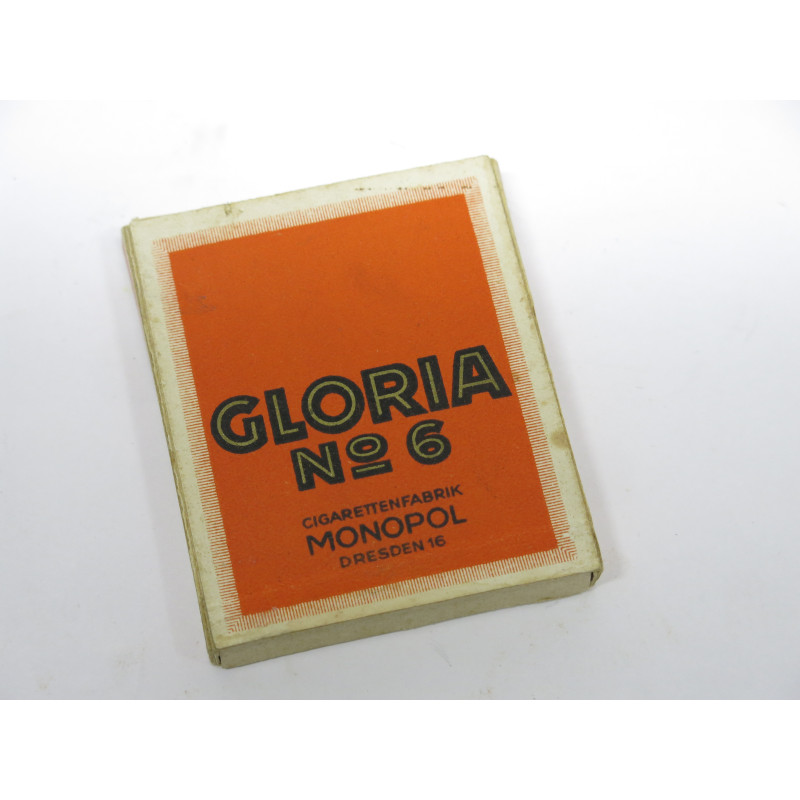 GLORIA
No 6
CIGARETTENFABRIK
MONOPOL
DRESDEN 16